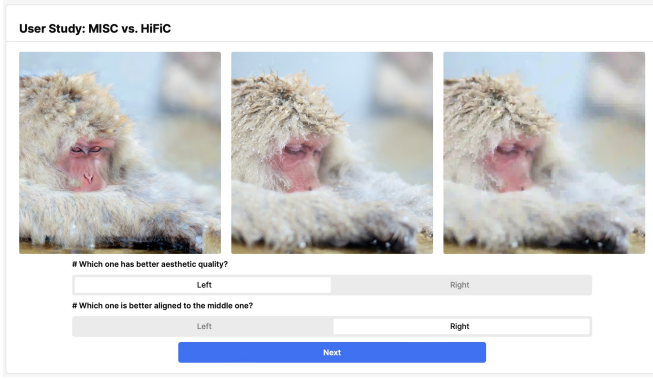 User Study: MISC vs. HiFiC
# Which one has better aesthetic quality?
Left Right
# Which one is better aligned to the middle one?
Left Right
Next